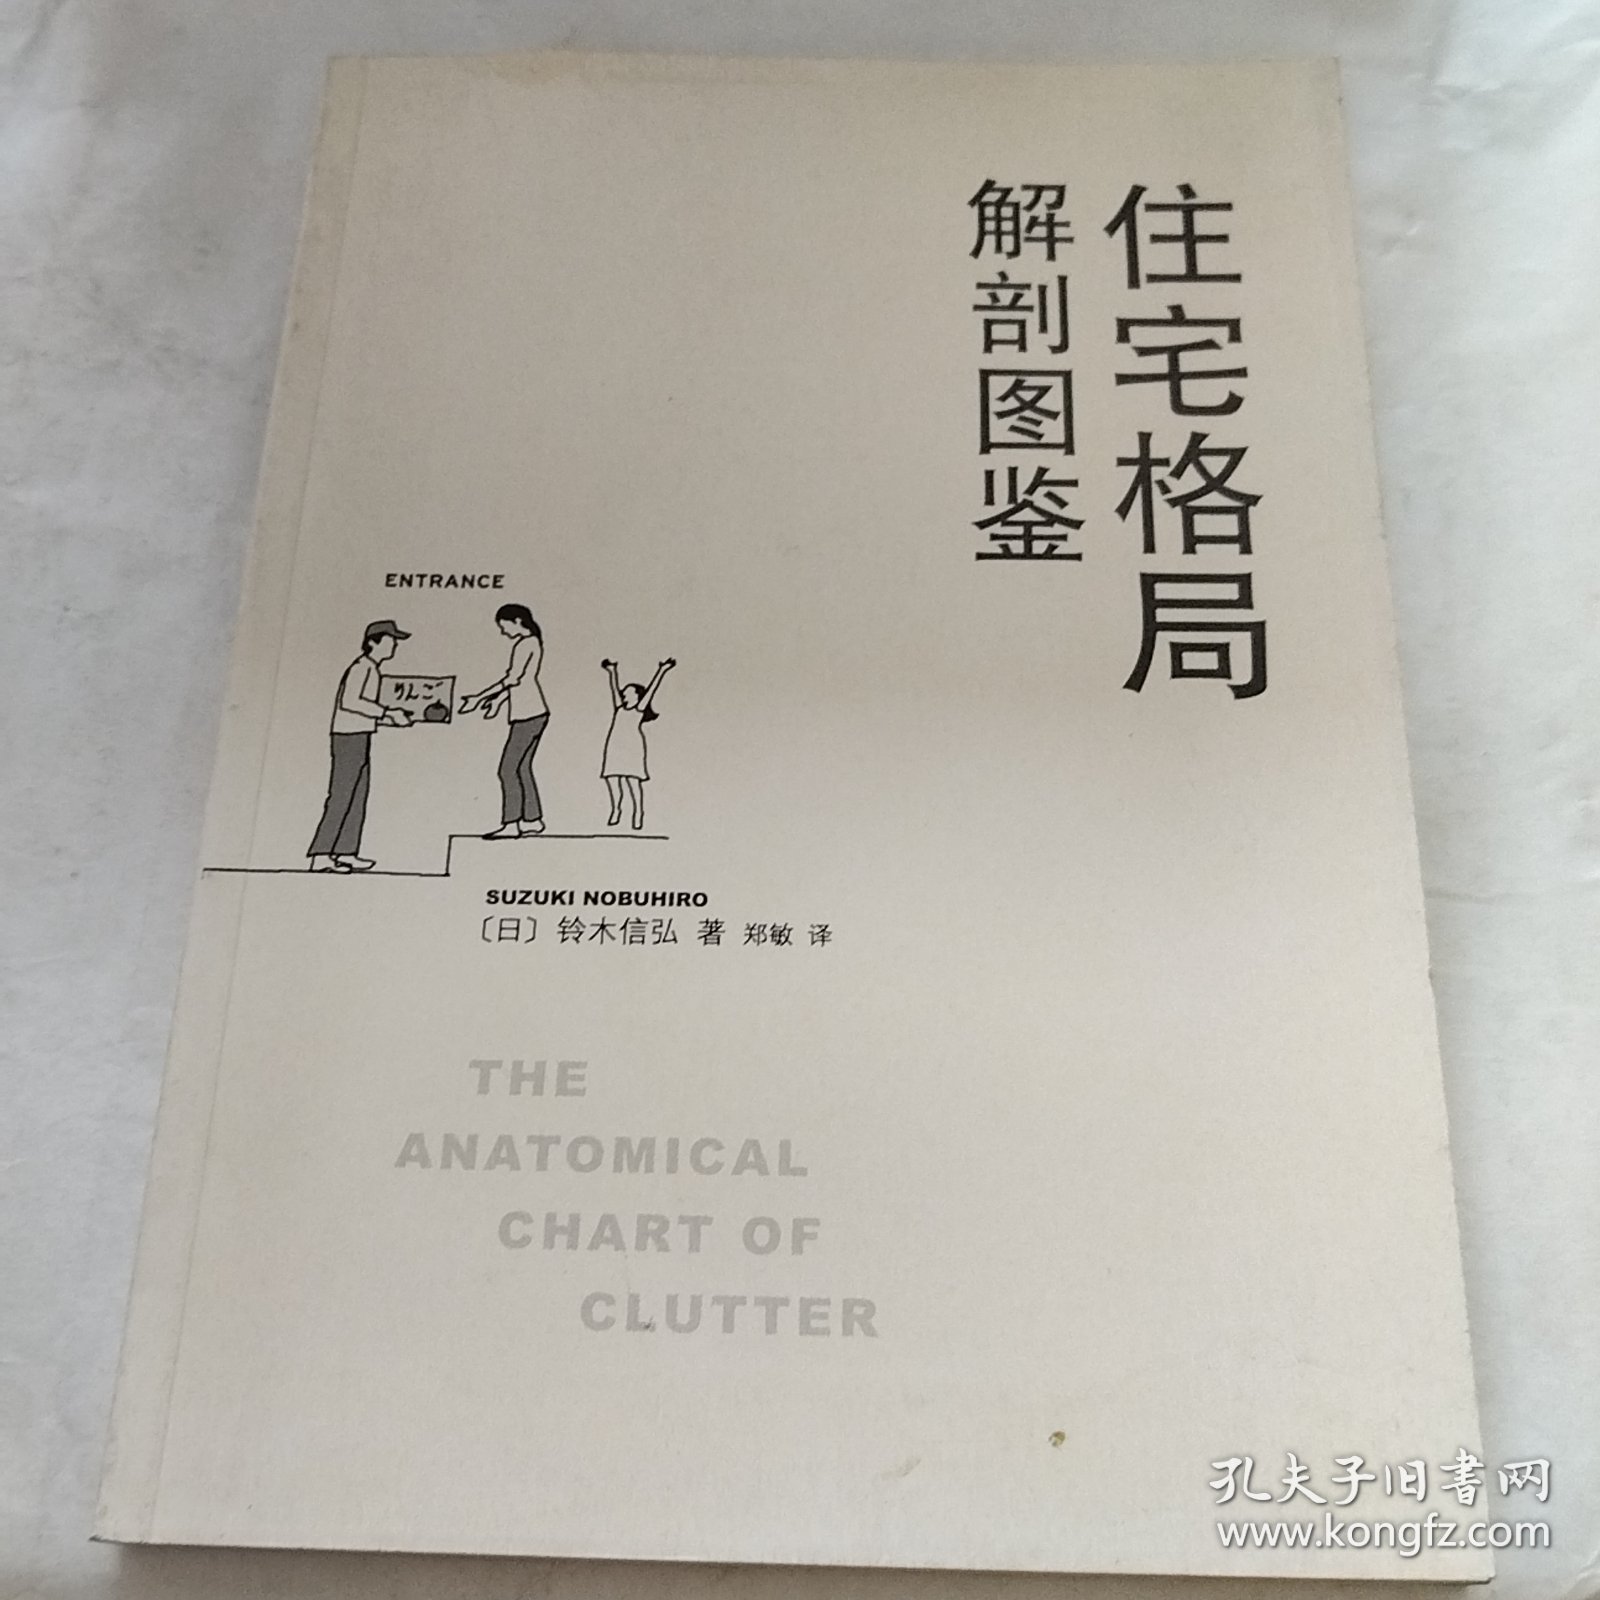 住宅格局
解剖图鉴
ENTRANCE
りんご
SUZUKI NOBUHIRO
〔日〕铃木信弘 著 郑敏 译
THE
ANATOMICAL
CHART OF
CLUTTER
孔夫子旧书网
www.kongfz.com